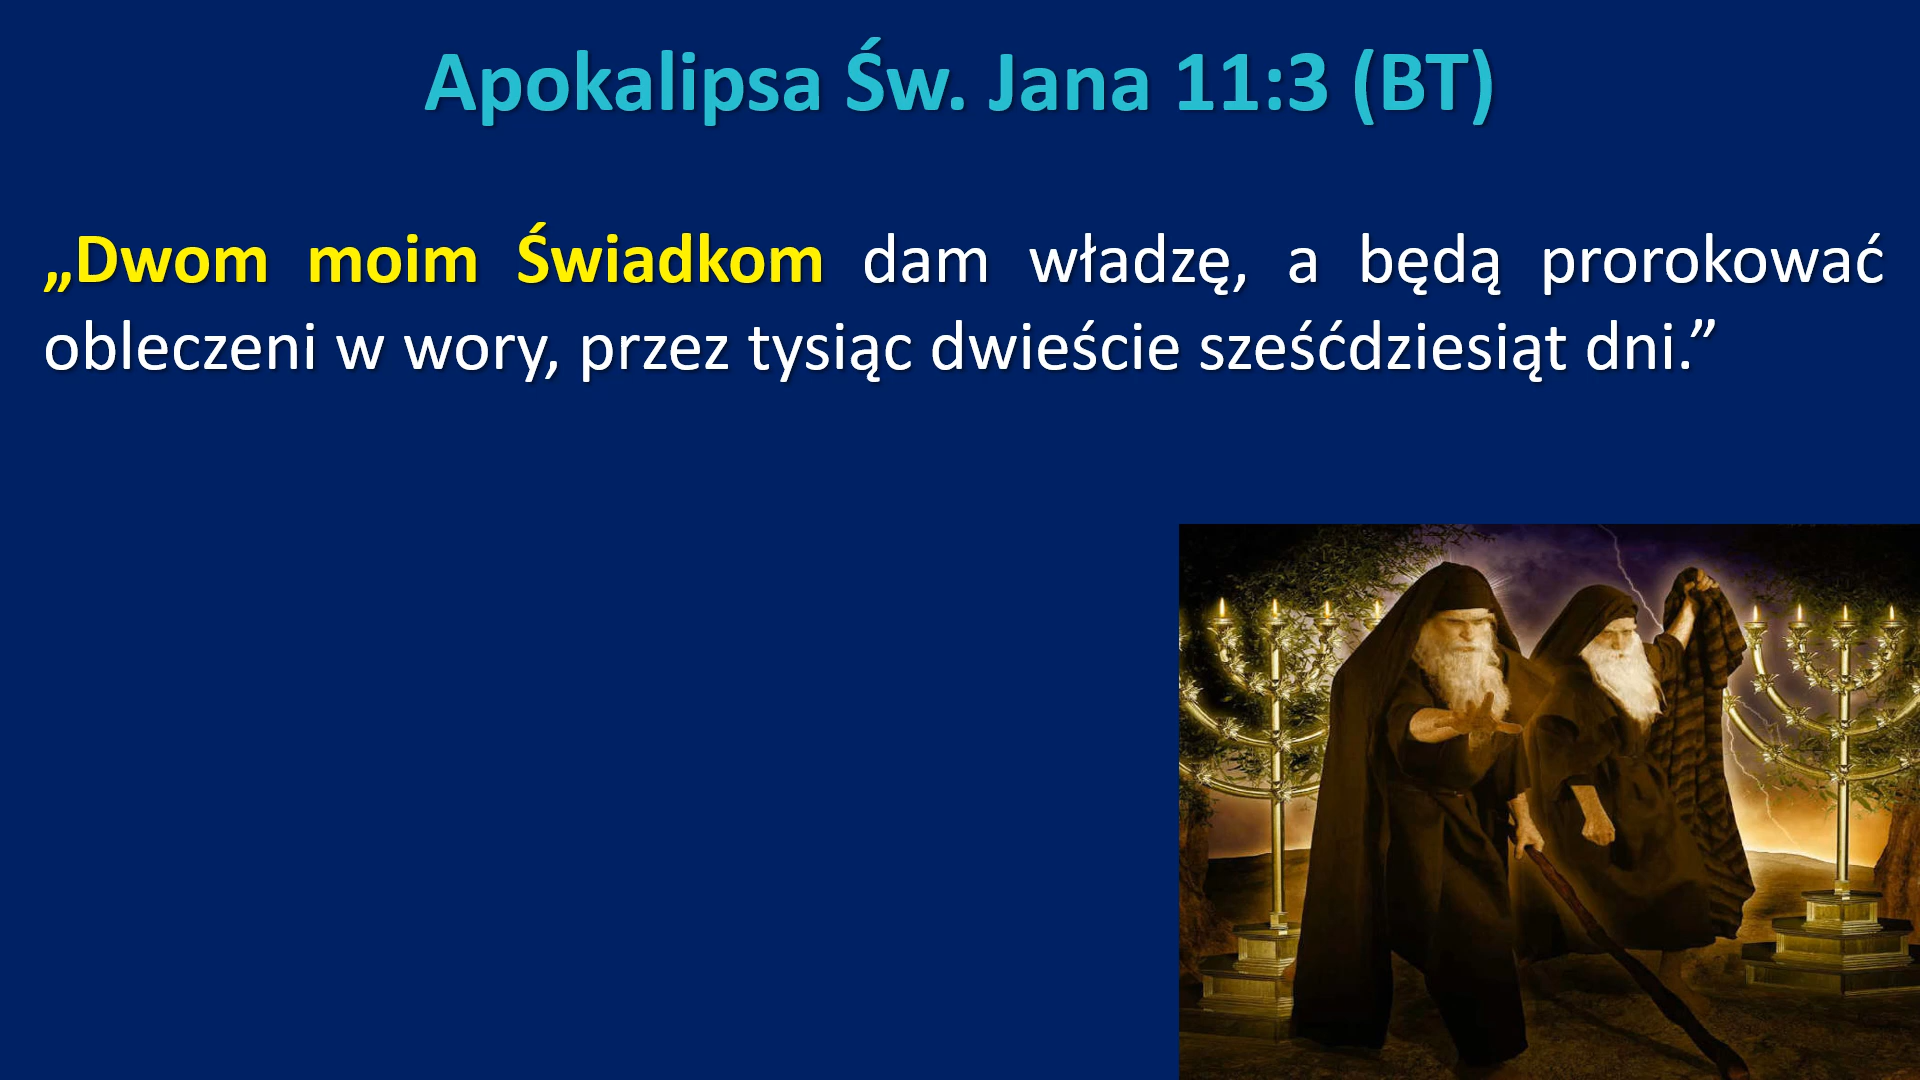 Apokalipsa Św. Jana 11:3 (BT)
„Dwom moim Świadkom dam władzę, a będą prorokować
obleczeni w wory, przez tysiąc dwieście sześćdziesiąt dni.”